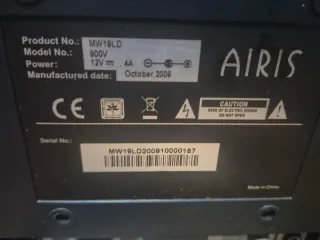 Product No.: MW19LD
Model No.: 900V
Power: 12V ⎓ 4A
Manufactured date: October, 2009
AIRIS
CE
CAUTION
RISK OF ELECTRIC SHOCK
DO NOT OPEN
Serial No.:
MW19LD200910000187
Made in China